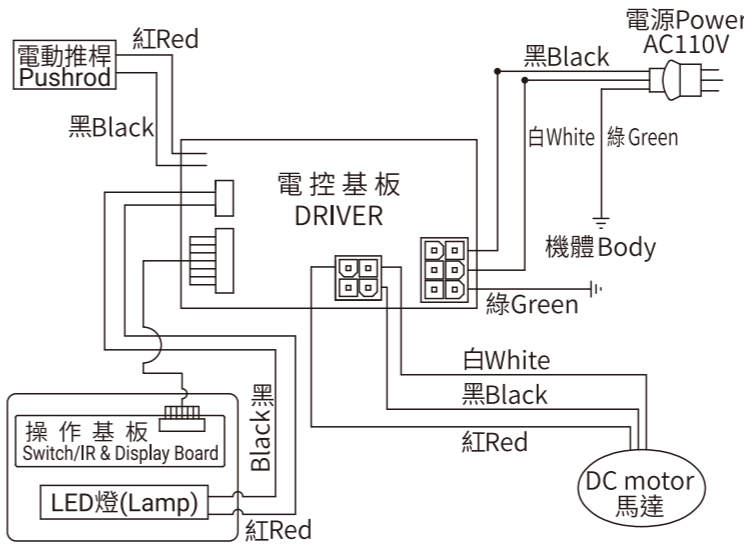 電源Power
AC110V
紅Red
電動推桿
Pushrod
黑Black
黑Black
白White
綠Green
電控基板
DRIVER
機體Body
綠Green
白White
黑Black
紅Red
Black黑
操作基板
Switch/IR & Display Board
LED燈(Lamp)
紅Red
DC motor
馬達